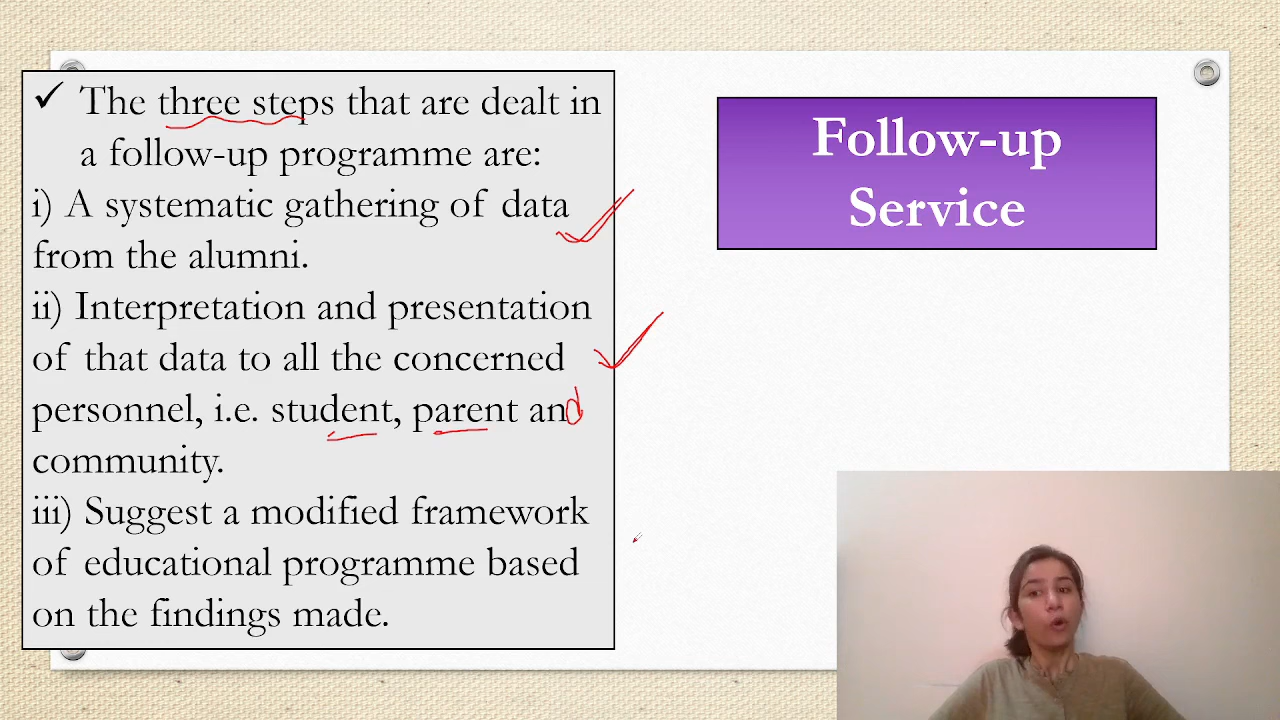 The three steps that are dealt in
a follow-up programme are:
i) A systematic gathering of data
from the alumni.
ii) Interpretation and presentation
of that data to all the concerned
personnel, i.e. student, parent and
community.
iii) Suggest a modified framework
of educational programme based
on the findings made.
Follow-up
Service